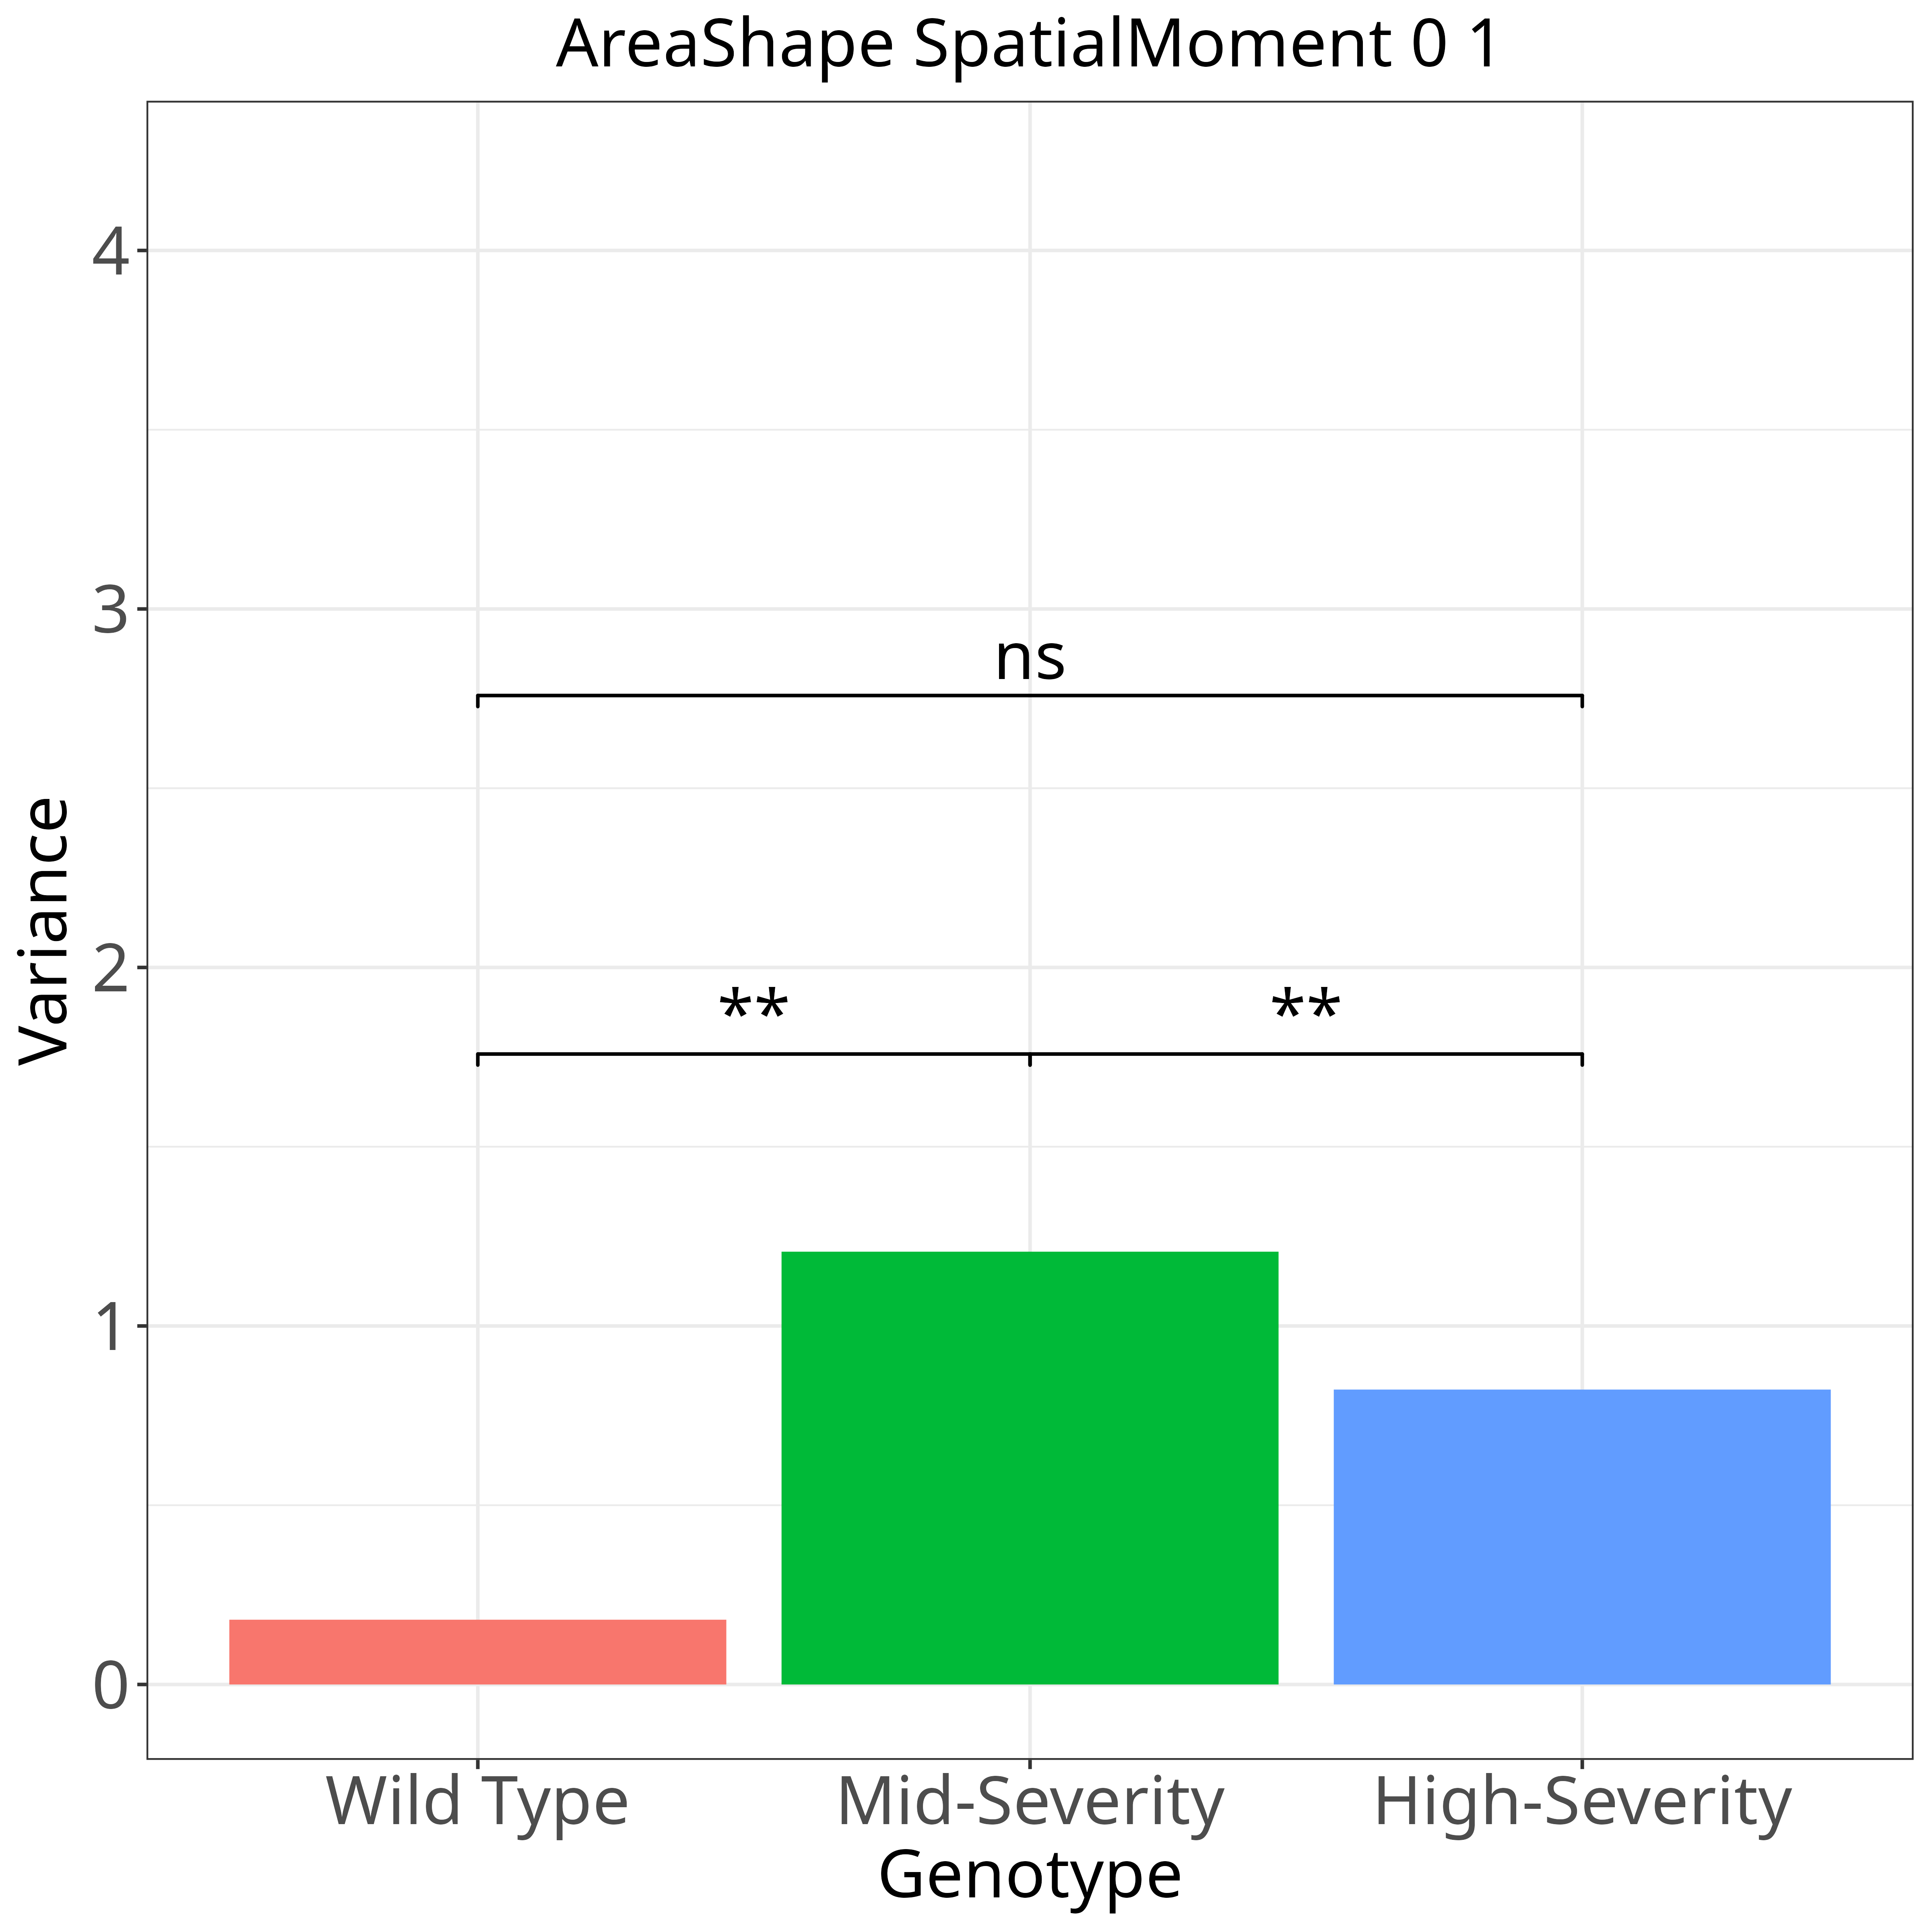 AreaShape SpatialMoment 0 1
4
3
ns
Variance
2
** **
1
0
Wild Type Mid-Severity High-Severity
Genotype